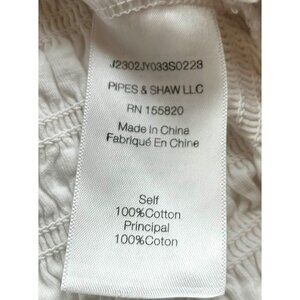 J2302JY033S0223
PIPES & SHAW LLC
RN 155820
Made In China
Fabriqué En Chine
Self
100%Cotton
Principal
100%Coton